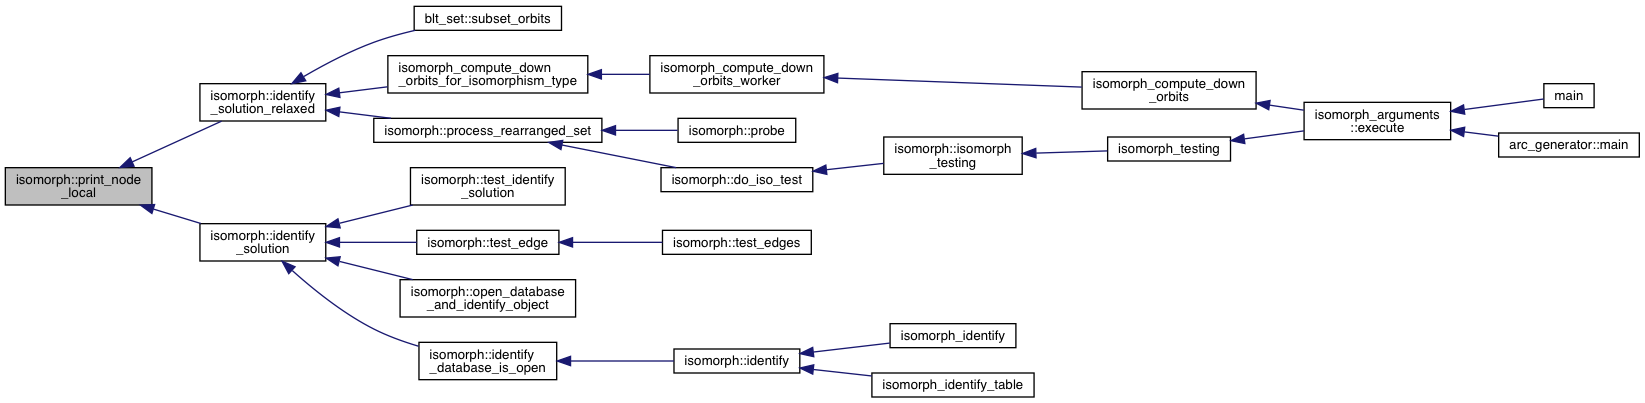 blt_set::subset_orbits
isomorph_compute_down
_orbits_for_isomorphism_type
isomorph_compute_down
_orbits_worker
isomorph_compute_down
_orbits
main
isomorph::identify
_solution_relaxed
isomorph_arguments
::execute
isomorph::process_rearranged_set
isomorph::probe
arc_generator::main
isomorph::isomorph
_testing
isomorph_testing
isomorph::print_node
_local
isomorph::test_identify
_solution
isomorph::do_iso_test
isomorph::identify
_solution
isomorph::test_edge
isomorph::test_edges
isomorph::open_database
_and_identify_object
isomorph_identify
isomorph::identify
_database_is_open
isomorph::identify
isomorph_identify_table